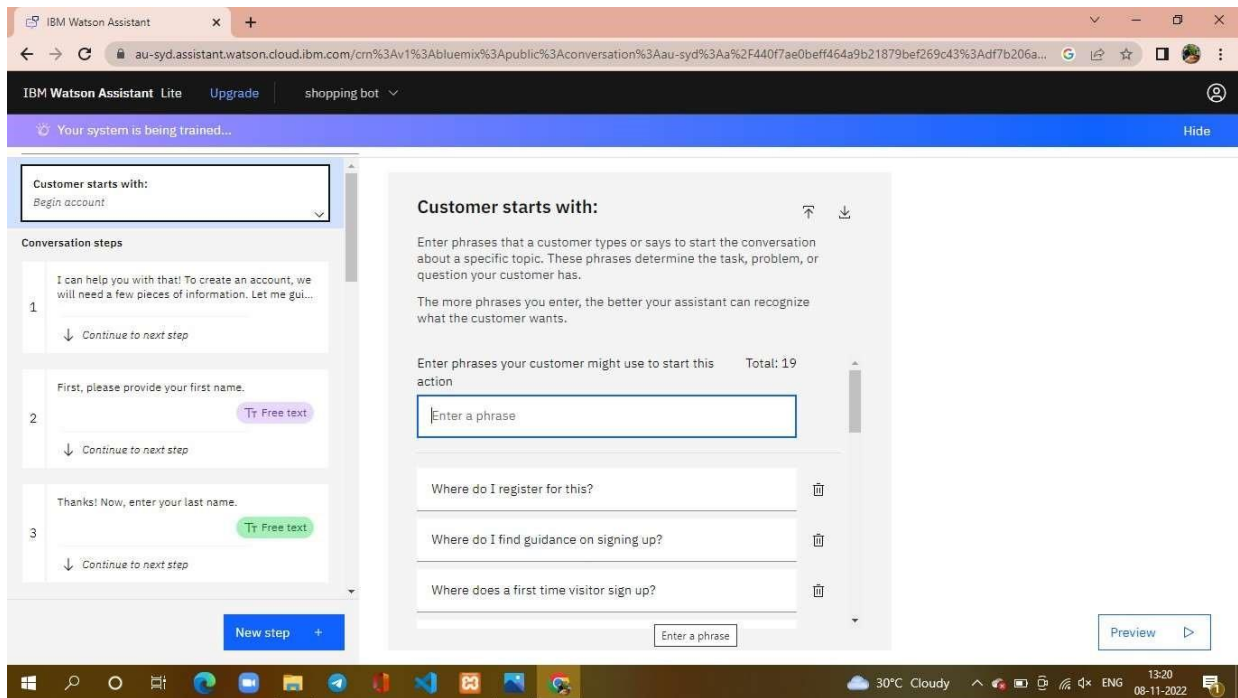 IBM Watson Assistant
au-syd.assistant.watson.cloud.ibm.com/crn%3Av1%3Abluemix%3Apublic%3Aconversation%3Aau-syd%3Aa%2F440f7ae0beff464a9b21879bef269c43%3Adf7b206a...
IBM Watson Assistant Lite Upgrade shopping bot
Your system is being trained... Hide
Customer starts with:
Begin account
Conversation steps
1
I can help you with that! To create an account, we
will need a few pieces of information. Let me gui...
Continue to next step
2
First, please provide your first name.
Tт Free text
Continue to next step
3
Thanks! Now, enter your last name.
Tт Free text
Continue to next step
New step +
Customer starts with:
Enter phrases that a customer types or says to start the conversation
about a specific topic. These phrases determine the task, problem, or
question your customer has.
The more phrases you enter, the better your assistant can recognize
what the customer wants.
Enter phrases your customer might use to start this Total: 19
action
Enter a phrase
Where do I register for this?
Where do I find guidance on signing up?
Where does a first time visitor sign up?
Enter a phrase
Preview
30°C Cloudy ENG 13:20
08-11-2022